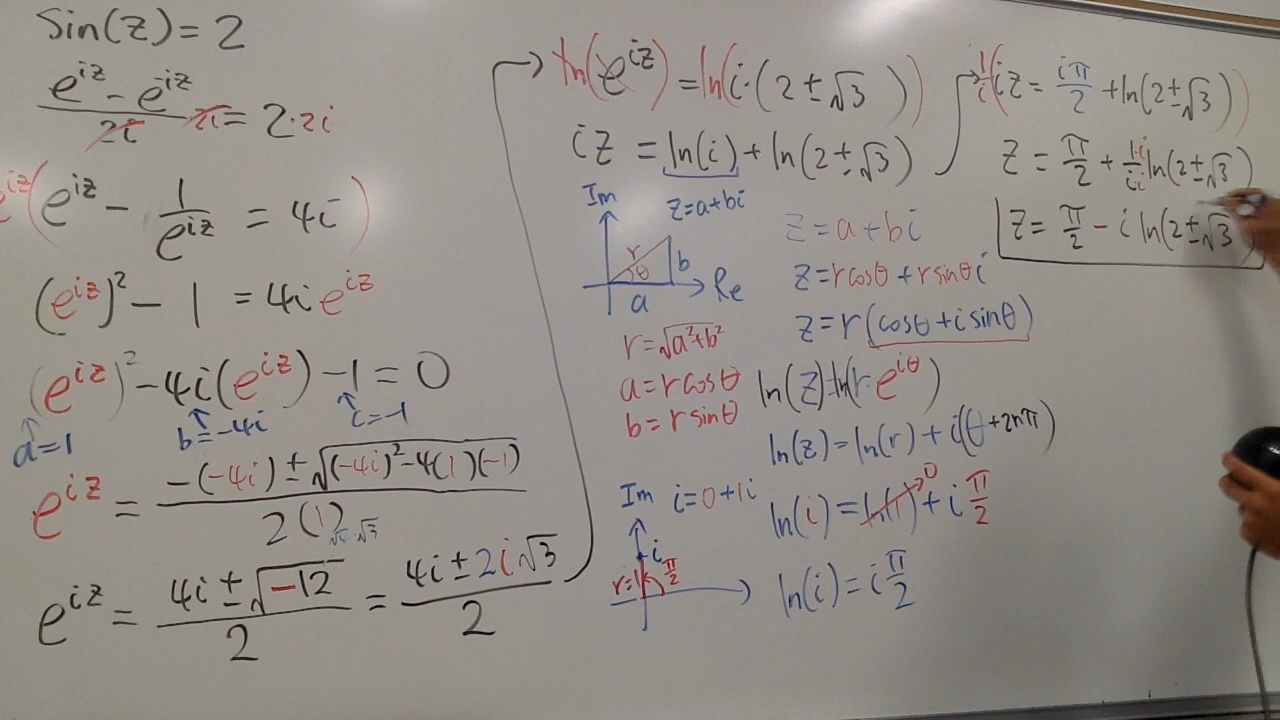 Sin(z) = 2
e^{iz} - e^{-iz} / 2i · 2i = 2·2i
e^{iz}(e^{iz} - 1/e^{iz} = 4i)
(e^{iz})² - 1 = 4i e^{iz}
(e^{iz})² - 4i(e^{iz}) - 1 = 0
a=1 b=-4i c=-1
e^{iz} = -(-4i) ± √((-4i)² - 4(1)(-1)) / 2(1)
√4 √3
e^{iz} = 4i ± √-12 / 2 = 4i ± 2i√3 / 2
ln(e^{iz}) = ln(i·(2±√3))
iz = ln(i) + ln(2±√3)
Im z=a+bi
r θ b
a Re
r = √a²+b²
a = r cosθ
b = r sinθ
z = a+bi
z = r cosθ + r sinθ i
z = r(cosθ + i sinθ)
ln(z) = ln(r·e^{iθ})
ln(z) = ln(r) + i(θ+2nπ)
Im i=0+1i
i
r=1 π/2
ln(i) = ln(1) 0 + i π/2
ln(i) = i π/2
1/i(iz = iπ/2 + ln(2±√3))
z = π/2 + 1·i/i·i ln(2±√3)
z = π/2 - i ln(2±√3